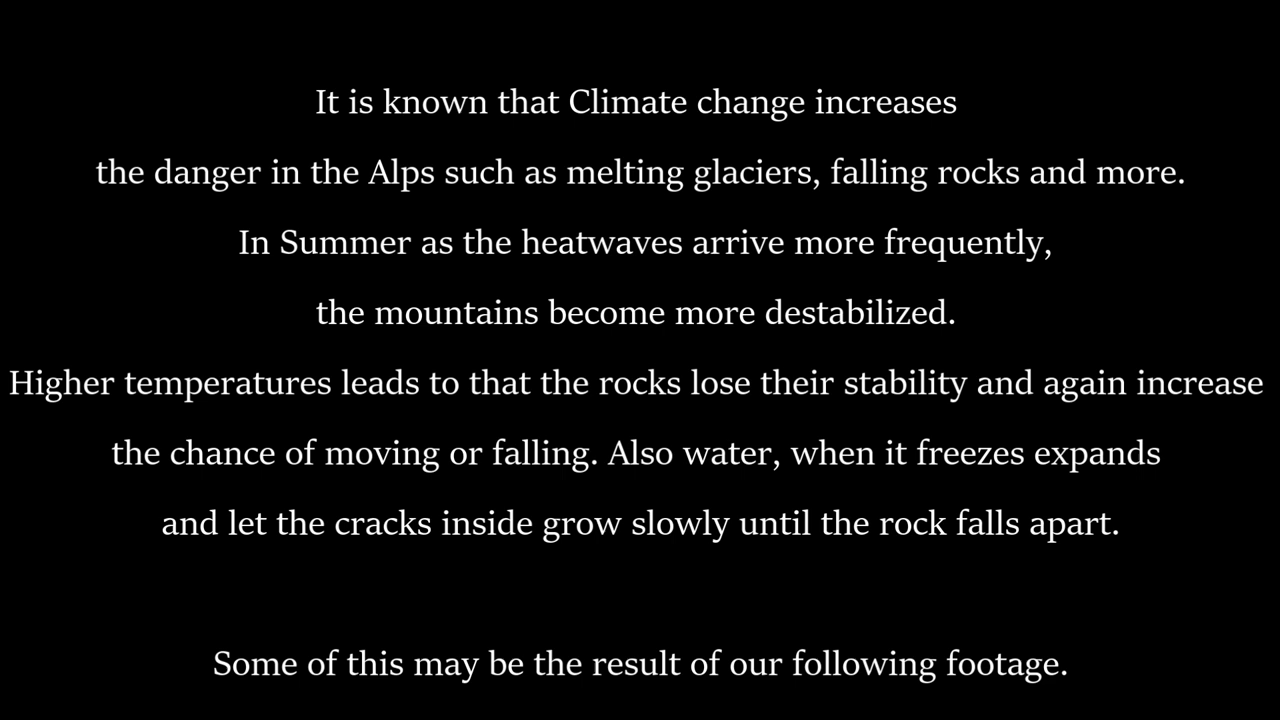 It is known that Climate change increases
the danger in the Alps such as melting glaciers, falling rocks and more.
In Summer as the heatwaves arrive more frequently,
the mountains become more destabilized.
Higher temperatures leads to that the rocks lose their stability and again increase
the chance of moving or falling. Also water, when it freezes expands
and let the cracks inside grow slowly until the rock falls apart.
Some of this may be the result of our following footage.